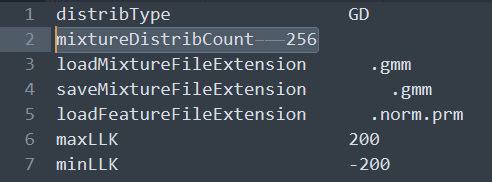 1 distribType GD
2 mixtureDistribCount 256
3 loadMixtureFileExtension .gmm
4 saveMixtureFileExtension .gmm
5 loadFeatureFileExtension .norm.prm
6 maxLLK 200
7 minLLK -200